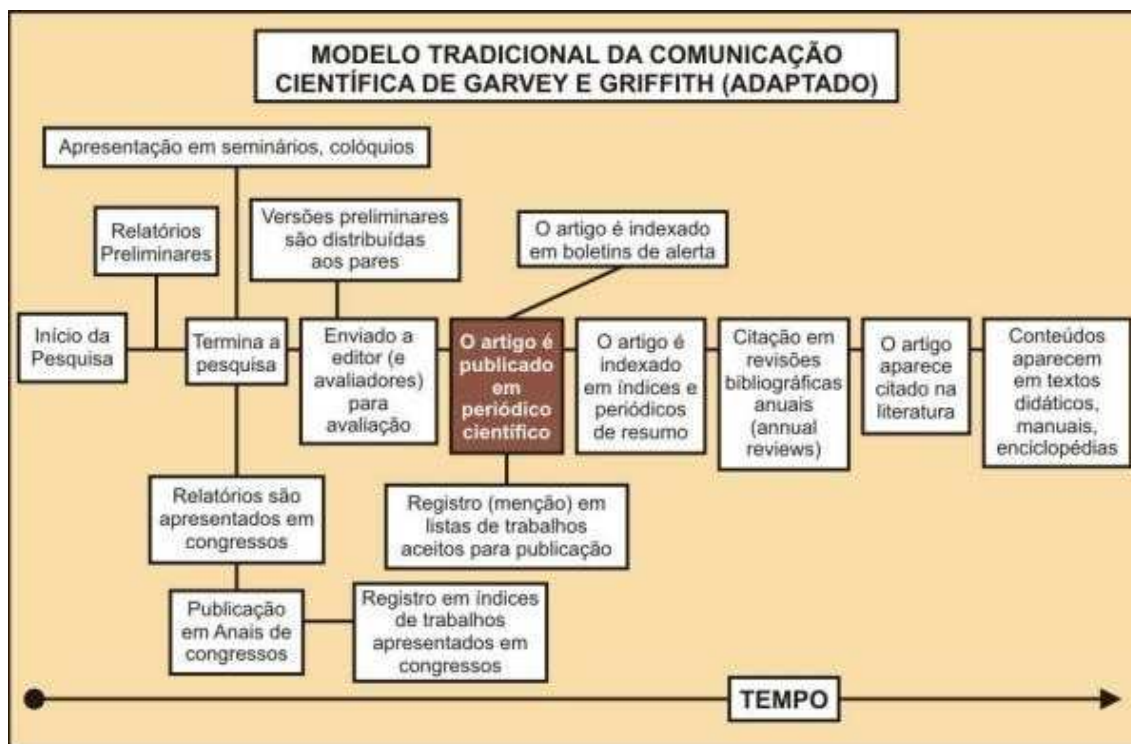 MODELO TRADICIONAL DA COMUNICAÇÃO
CIENTÍFICA DE GARVEY E GRIFFITH (ADAPTADO)
Apresentação em seminários, colóquios
Relatórios
Preliminares
Versões preliminares
são distribuídas
aos pares
O artigo é indexado
em boletins de alerta
Início da
Pesquisa
Termina a
pesquisa
Enviado a
editor (e
avaliadores)
para
avaliação
O artigo é
publicado
em
periódico
científico
O artigo é
indexado
em índices e
periódicos
de resumo
Citação em
revisões
bibliográficas
anuais
(annual
reviews)
O artigo
aparece
citado na
literatura
Conteúdos
aparecem
em textos
didáticos,
manuais,
enciclopédias
Relatórios são
apresentados em
congressos
Registro (menção) em
listas de trabalhos
aceitos para publicação
Publicação
em Anais de
congressos
Registro em índices
de trabalhos
apresentados em
congressos
TEMPO